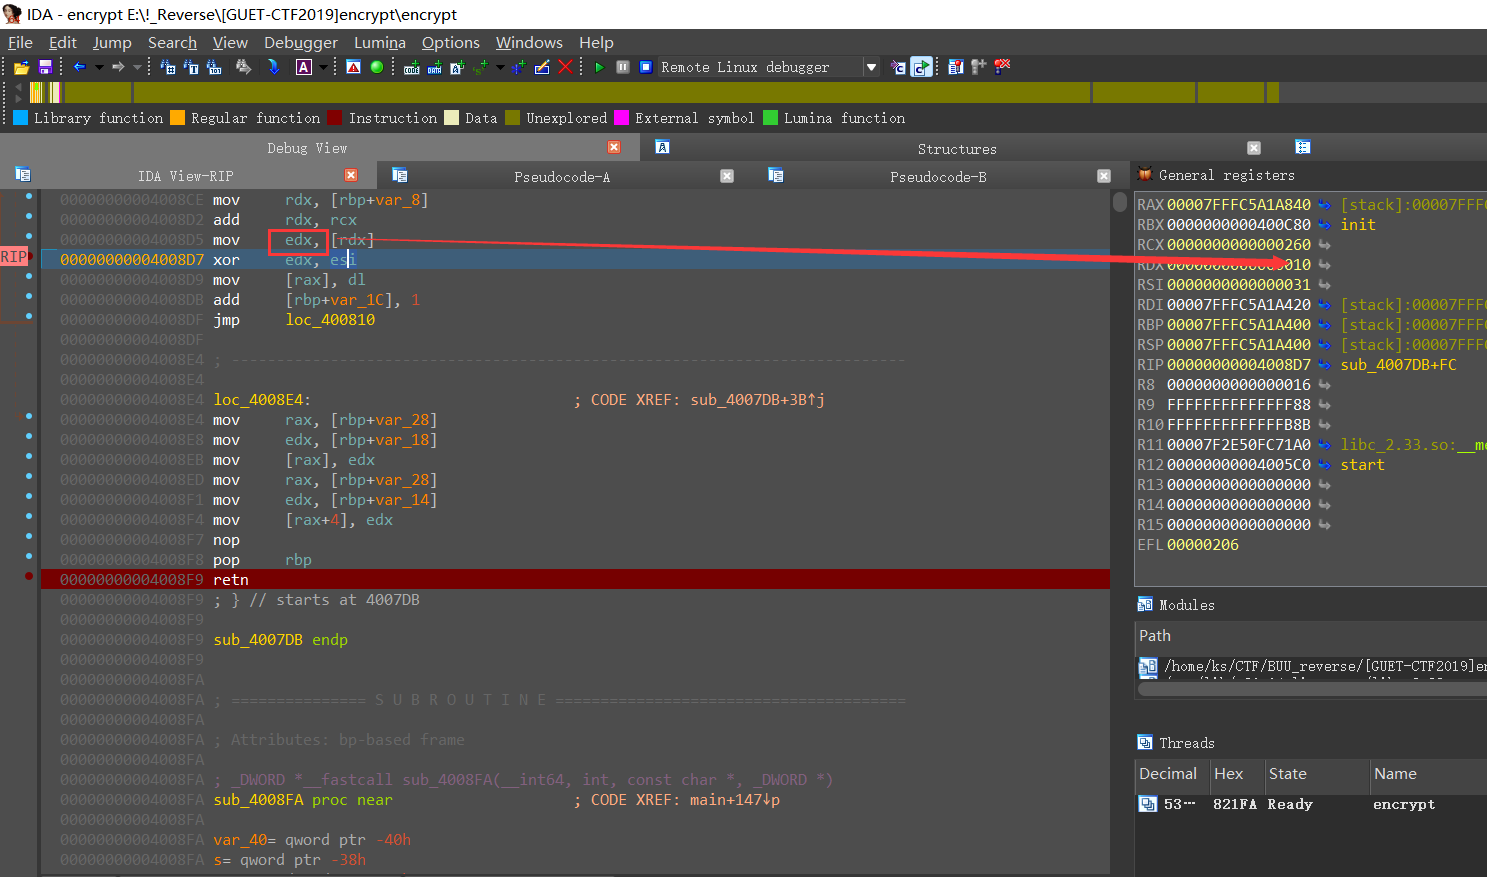 IDA - encrypt E:\!_Reverse\[GUET-CTF2019]encrypt\encrypt
File Edit Jump Search View Debugger Lumina Options Windows Help
Remote Linux debugger
Library function Regular function Instruction Data Unexplored External symbol Lumina function
Debug View Structures
IDA View-RIP Pseudocode-A Pseudocode-B General registers
00000000004008CE mov rdx, [rbp+var_8]
00000000004008D2 add rdx, rcx
00000000004008D5 mov edx, [rdx]
RIP 00000000004008D7 xor edx, esi
00000000004008D9 mov [rax], dl
00000000004008DB add [rbp+var_1C], 1
00000000004008DF jmp loc_400810
00000000004008DF
00000000004008E4 ; ---------------------------------------------------------------------------
00000000004008E4
00000000004008E4 loc_4008E4: ; CODE XREF: sub_4007DB+3B↑j
00000000004008E4 mov rax, [rbp+var_28]
00000000004008E8 mov edx, [rbp+var_18]
00000000004008EB mov [rax], edx
00000000004008ED mov rax, [rbp+var_28]
00000000004008F1 mov edx, [rbp+var_14]
00000000004008F4 mov [rax+4], edx
00000000004008F7 nop
00000000004008F8 pop rbp
00000000004008F9 retn
00000000004008F9 ; } // starts at 4007DB
00000000004008F9
00000000004008F9 sub_4007DB endp
00000000004008F9
00000000004008FA
00000000004008FA ; =============== S U B R O U T I N E =======================================
00000000004008FA
00000000004008FA ; Attributes: bp-based frame
00000000004008FA
00000000004008FA ; _DWORD *__fastcall sub_4008FA(__int64, int, const char *, _DWORD *)
00000000004008FA sub_4008FA proc near ; CODE XREF: main+147↓p
00000000004008FA
00000000004008FA var_40= qword ptr -40h
00000000004008FA s= qword ptr -38h
RAX 00007FFFC5A1A840 [stack]:00007FFF
RBX 0000000000400C80 init
RCX 0000000000000260
RDX 0000000000000010
RSI 0000000000000031
RDI 00007FFFC5A1A420 [stack]:00007FFF
RBP 00007FFFC5A1A400 [stack]:00007FFF
RSP 00007FFFC5A1A400 [stack]:00007FFF
RIP 00000000004008D7 sub_4007DB+FC
R8 0000000000000016
R9 FFFFFFFFFFFFFF88
R10 FFFFFFFFFFFFFB8B
R11 00007F2E50FC71A0 libc_2.33.so:__me
R12 00000000004005C0 start
R13 0000000000000000
R14 0000000000000000
R15 0000000000000000
EFL 00000206
Modules
Path
/home/ks/CTF/BUU_reverse/[GUET-CTF2019]en
Threads
Decimal Hex State Name
53… 821FA Ready encrypt